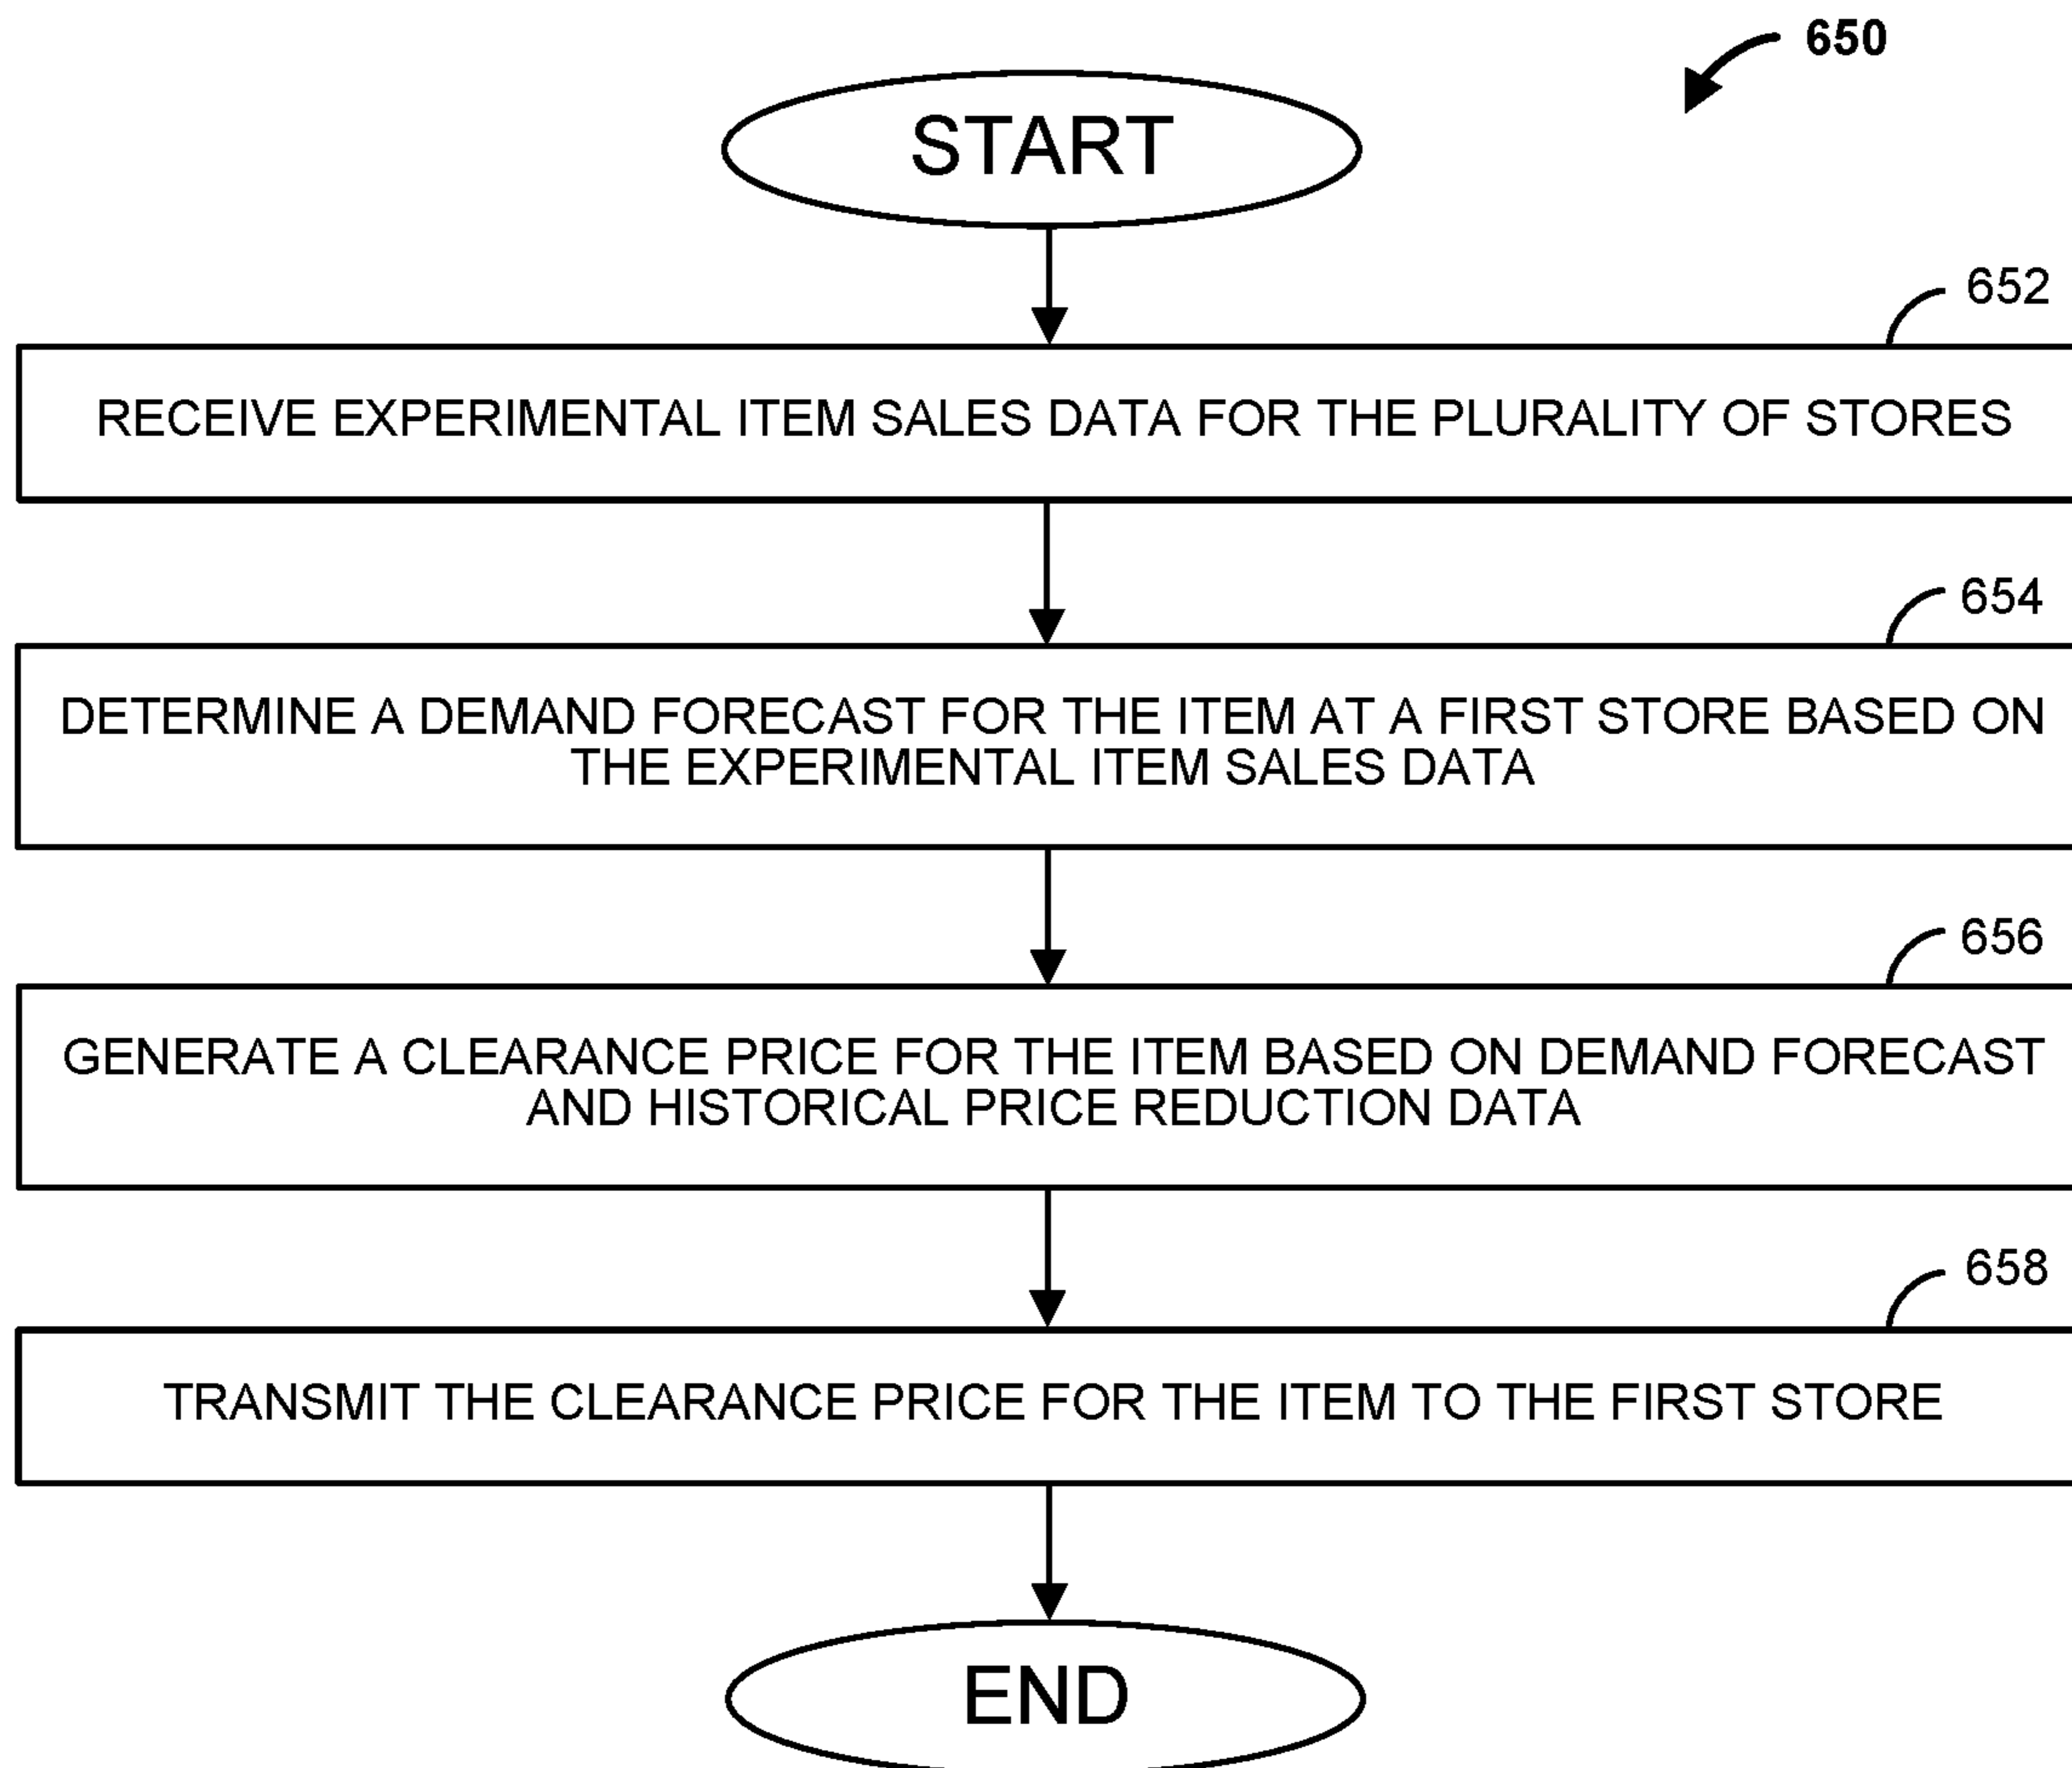 650
START
652
RECEIVE EXPERIMENTAL ITEM SALES DATA FOR THE PLURALITY OF STORES
654
DETERMINE A DEMAND FORECAST FOR THE ITEM AT A FIRST STORE BASED ON
THE EXPERIMENTAL ITEM SALES DATA
656
GENERATE A CLEARANCE PRICE FOR THE ITEM BASED ON DEMAND FORECAST
AND HISTORICAL PRICE REDUCTION DATA
658
TRANSMIT THE CLEARANCE PRICE FOR THE ITEM TO THE FIRST STORE
END